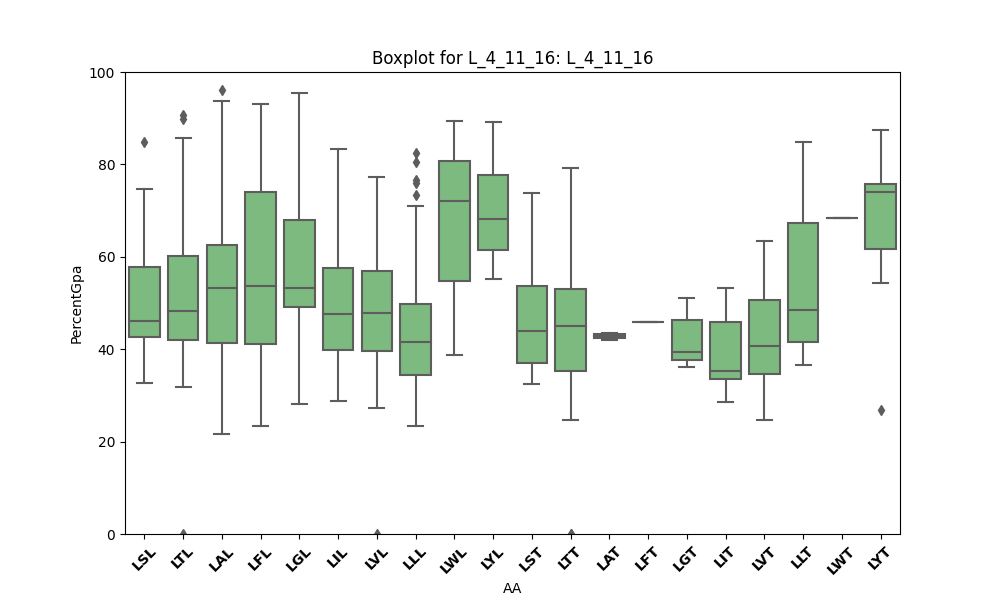 Boxplot for L_4_11_16: L_4_11_16
PercentGpa
100
80
60
40
20
0
LSL LTL LAL LFL LGL LIL LVL LLL LWL LYL LST LTT LAT LFT LGT LIT LVT LLT LWT LYT
AA